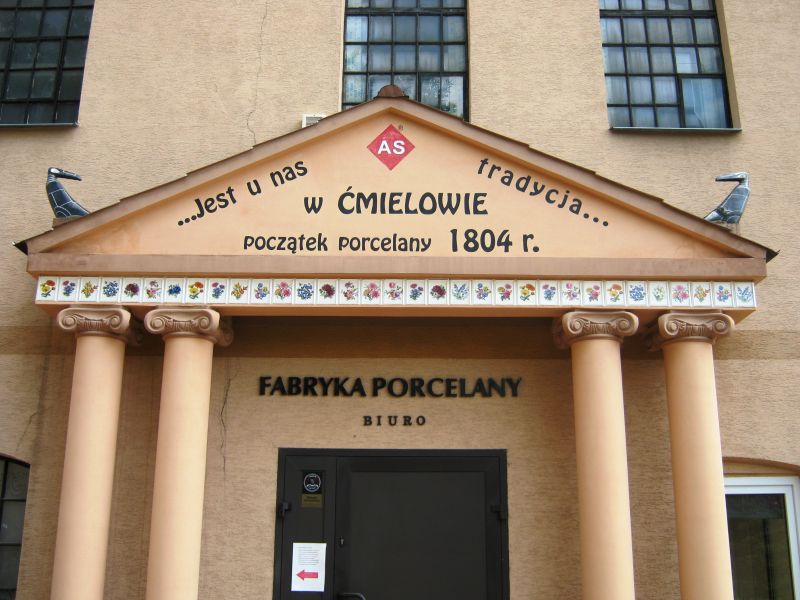 AS
...Jest u nas tradycja...
w ĆMIELOWIE
początek porcelany 1804 r.
FABRYKA PORCELANY
BIURO